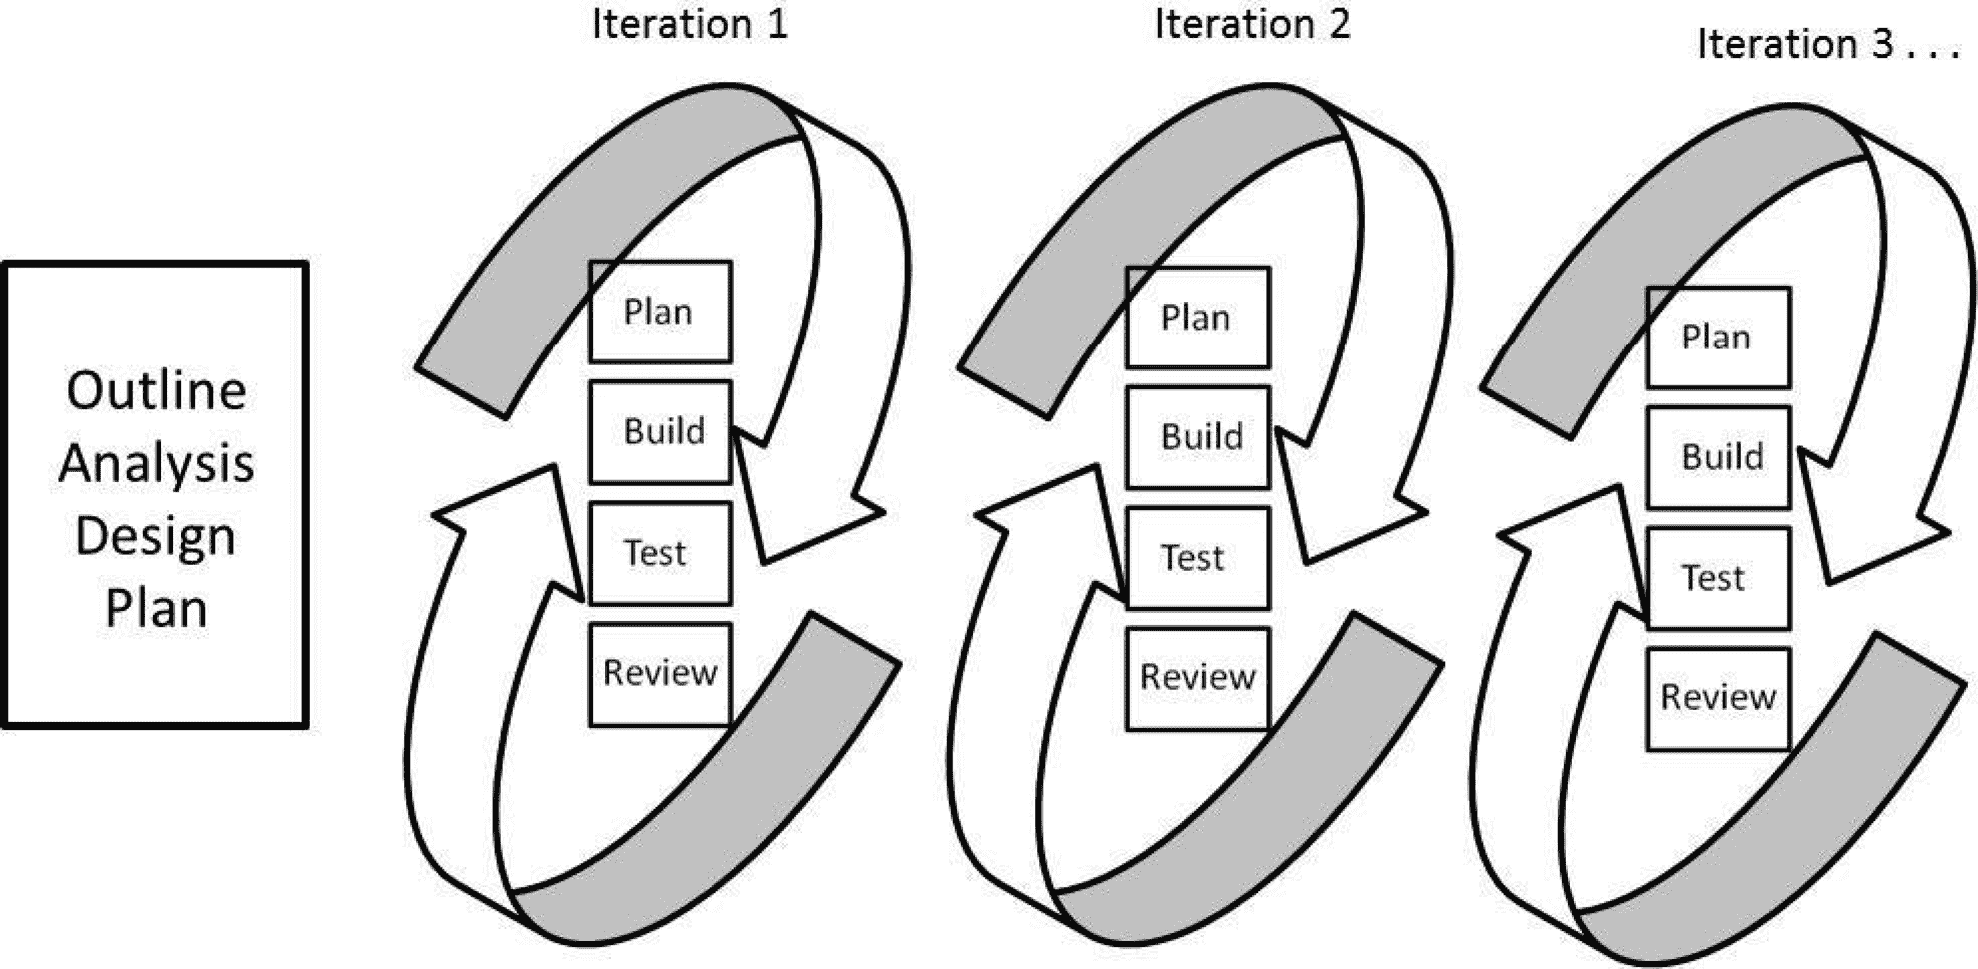 Iteration 1
Iteration 2
Iteration 3 . . .
Outline
Analysis
Design
Plan
Plan
Build
Test
Review
Plan
Build
Test
Review
Plan
Build
Test
Review